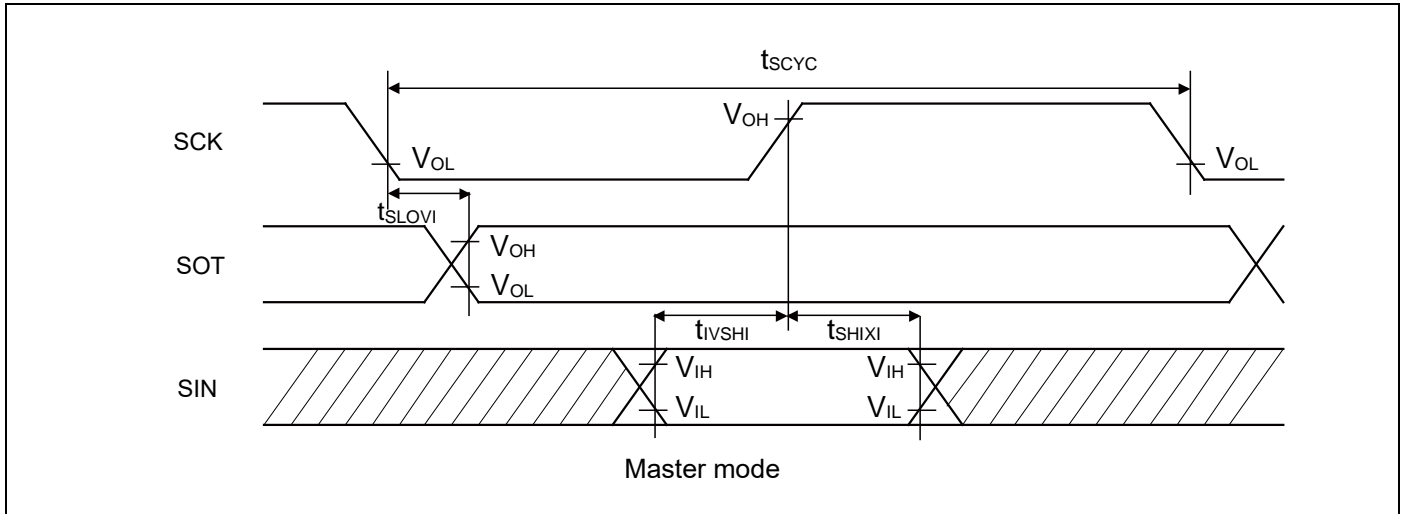 tSCYC
SCK
VOH
VOL
VOL
tSLOVI
SOT
VOH
VOL
tIVSHI
tSHIXI
SIN
VIH
VIH
VIL
VIL
Master mode